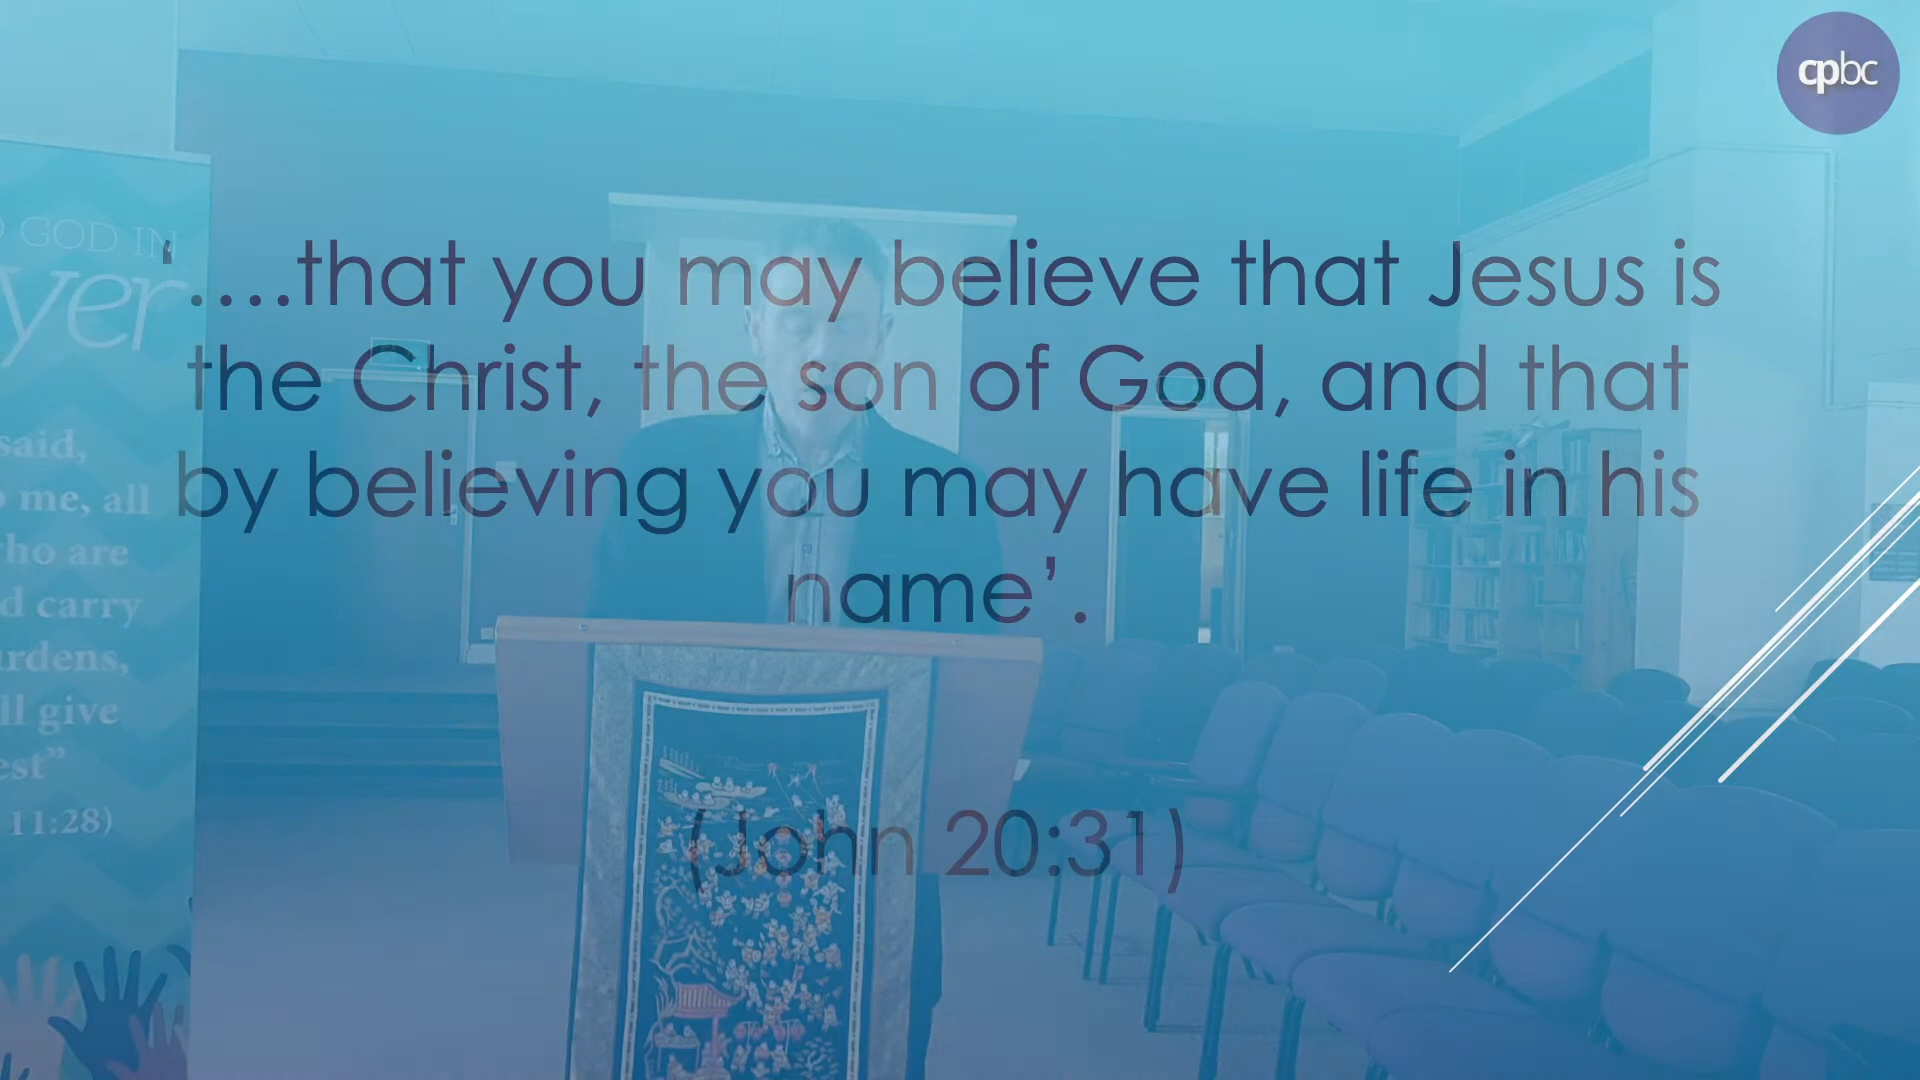 cpbc
‘….that you may believe that Jesus is
the Christ, the son of God, and that
by believing you may have life in his
name’.
(John 20:31)
GOD IN
yer
said,
me, all
who are
d carry
rdens,
ll give
est”
11:28)